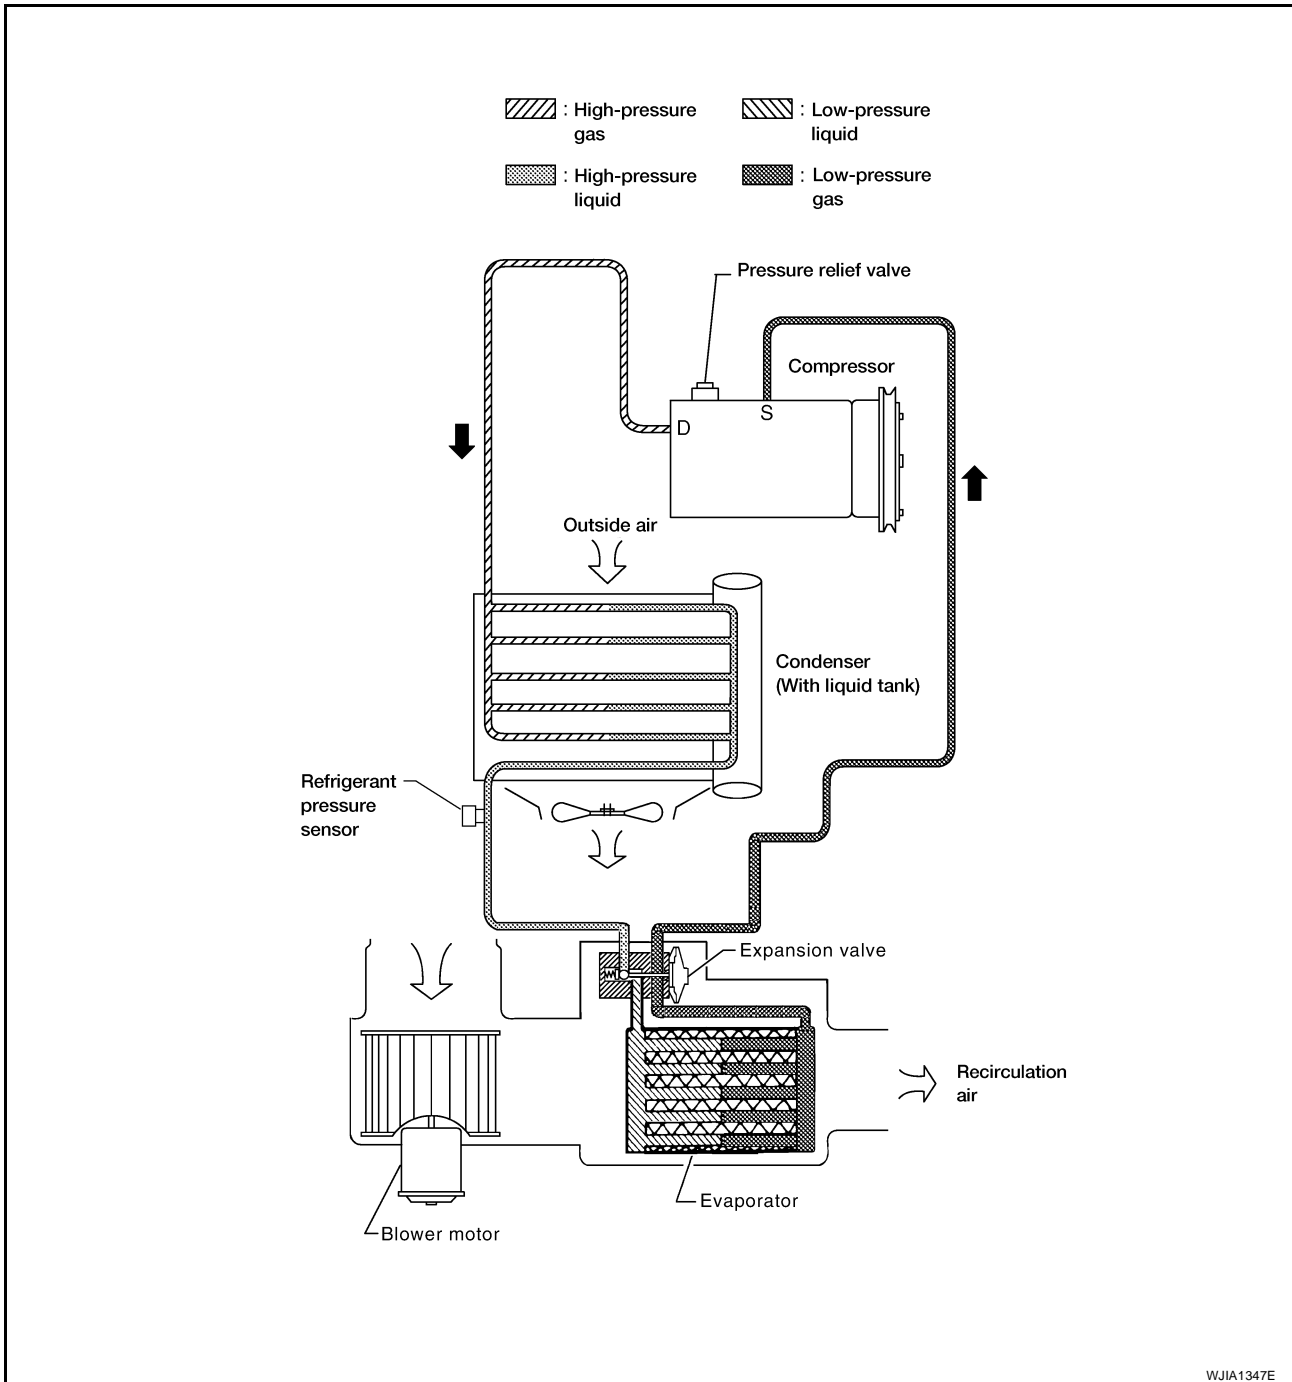 : High-pressure
gas
: Low-pressure
liquid
: High-pressure
liquid
: Low-pressure
gas
Pressure relief valve
Compressor
S
D
Outside air
Condenser
(With liquid tank)
Refrigerant
pressure
sensor
Expansion valve
Recirculation
air
Evaporator
Blower motor
WJIA1347E